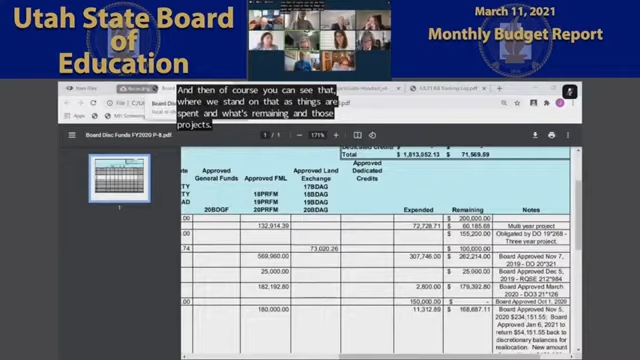 Utah State Board
of
Education
March 11, 2021
Monthly Budget Report
And then of course you can see that,
where we stand on that as things are
spent and what's remaining and those
projects.
Board Disc Funds FY2020 P-8.pdf
1 / 1
171%
Dedicated Credit
Total $ 1,813,052.13 $ 71,569.59
Approved General Funds
20BDGF
Approved FML
18PRFM
19PRFM
20PRFM
Approved Land Exchange
17BDAG
18BDAG
19BDAG
20BDAG
Approved Dedicated Credits
Expended
Remaining
Notes
$ 200,000.00
132,914.39 72,728.71 $ 60,185.68 Multi year project
$ 155,200.00 Obligated by DO 19*268 -
Three year project.
73,020.26 $ 100,000.00
569,960.00 307,746.00 $ 262,214.00 Board Approved Nov 7,
2019 - DO 20*321
25,000.00 $ 25,000.00 Board Approved Dec 5,
2019 - RQSE 212*984
182,192.80 2,800.00 $ 179,392.80 Board Approved March
2020 - DO3 21*126
150,000.00 $ - Board Approved Oct 1, 2020
180,000.00 11,312.89 $ 168,687.11 Board Approved Nov 5,
2020 $234,151.55; Board
Approved Jan 6, 2021 to
return $54,151.55 back to
discretionary balances for
reallocation. New amount